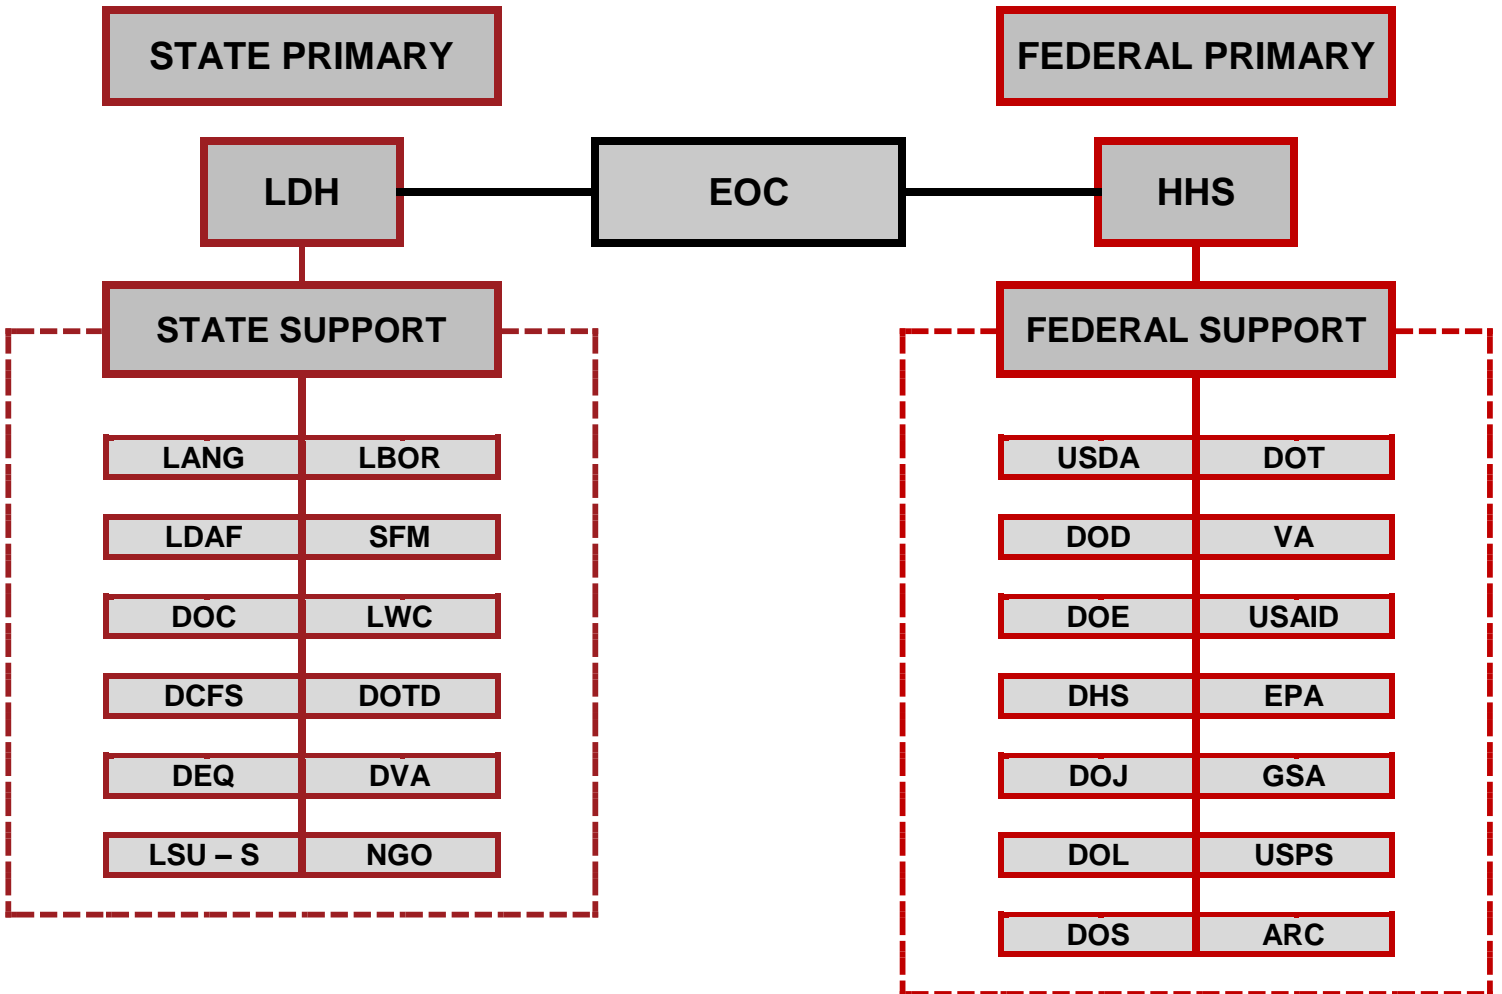 STATE PRIMARY
FEDERAL PRIMARY
LDH
EOC
HHS
STATE SUPPORT
FEDERAL SUPPORT
LANG
LBOR
LDAF
SFM
DOC
LWC
DCFS
DOTD
DEQ
DVA
LSU – S
NGO
USDA
DOT
DOD
VA
DOE
USAID
DHS
EPA
DOJ
GSA
DOL
USPS
DOS
ARC